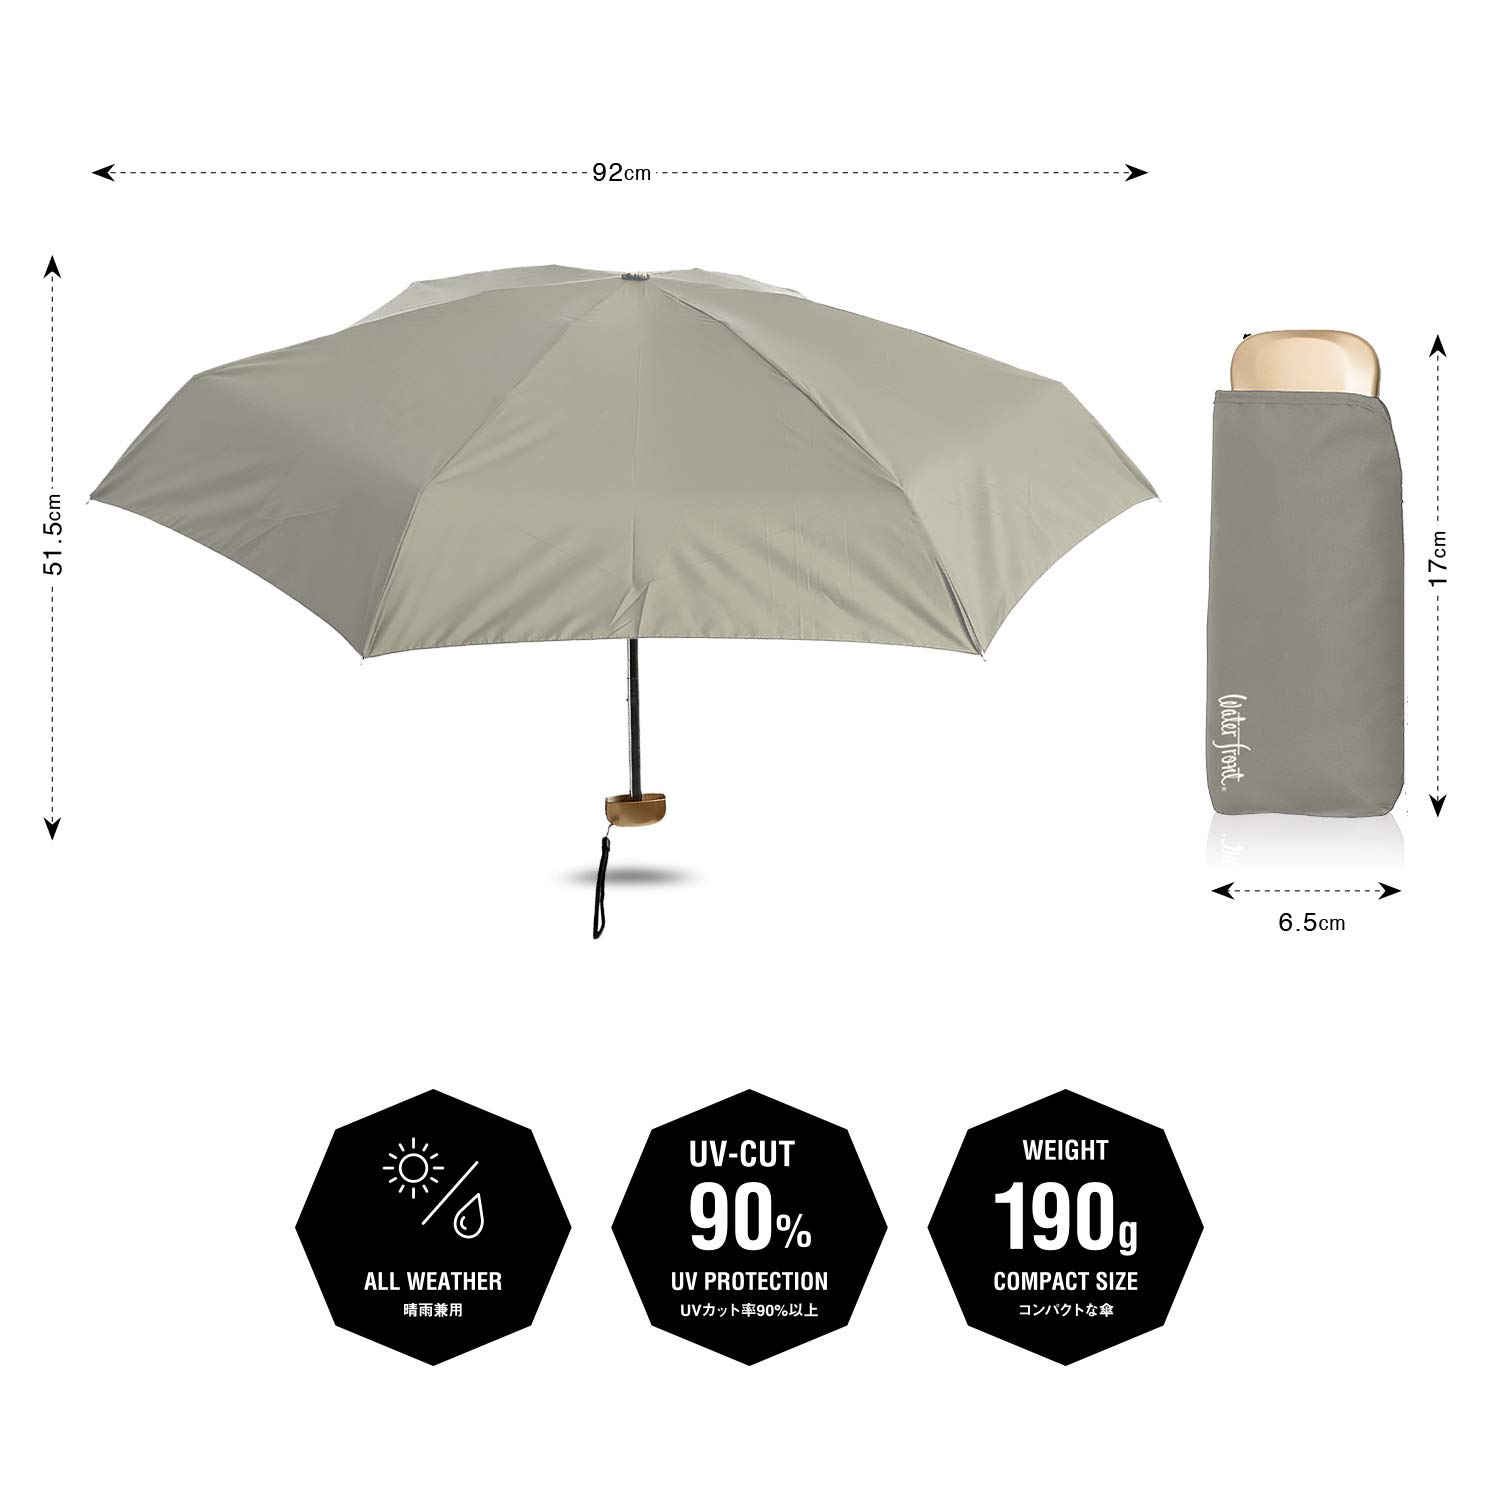 92cm
51.5cm
17cm
Waterfront
6.5cm
ALL WEATHER
晴雨兼用
UV-CUT
90%
UV PROTECTION
UVカット率90%以上
WEIGHT
190g
COMPACT SIZE
コンパクトな傘